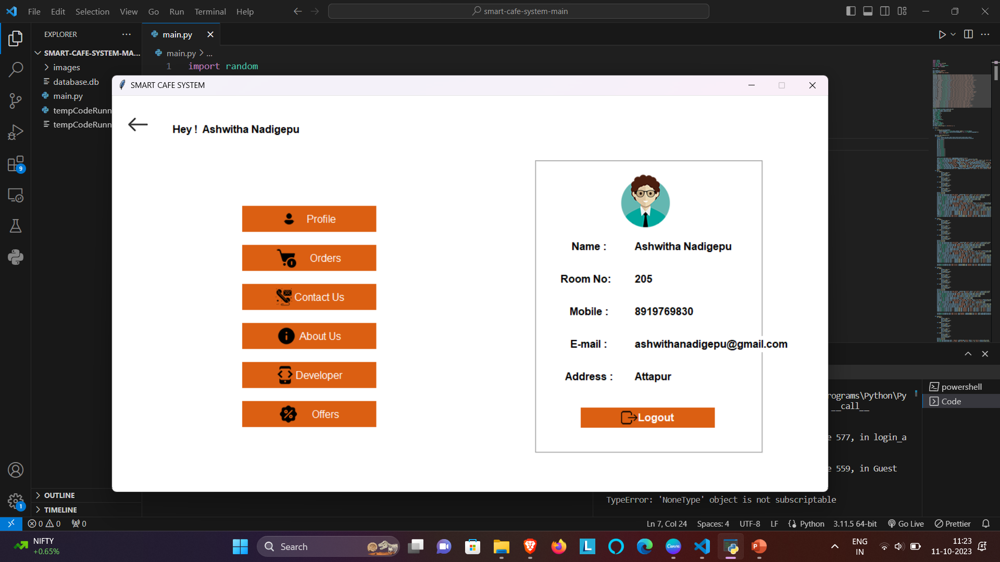 File Edit Selection View Go Run Terminal Help
smart-cafe-system-main
EXPLORER
main.py
SMART-CAFE-SYSTEM-MA...
main.py > ...
images
1 import random
database.db
main.py
tempCodeRunn
tempCodeRunn
SMART CAFE SYSTEM
Hey ! Ashwitha Nadigepu
Profile
Orders
Contact Us
About Us
Developer
Offers
Name : Ashwitha Nadigepu
Room No: 205
Mobile : 8919769830
E-mail : ashwithanadigepu@gmail.com
Address : Attapur
Logout
9
powershell
Code
rograms\Python\Py
__call__
e 577, in login_a
e 559, in Guest
TypeError: 'NoneType' object is not subscriptable
OUTLINE
TIMELINE
1
0 0 0
Ln 7, Col 24 Spaces: 4 UTF-8 LF Python 3.11.5 64-bit Go Live Prettier
NIFTY
+0.65%
Search
L
Canva
P
ENG
IN
11:23
11-10-2023